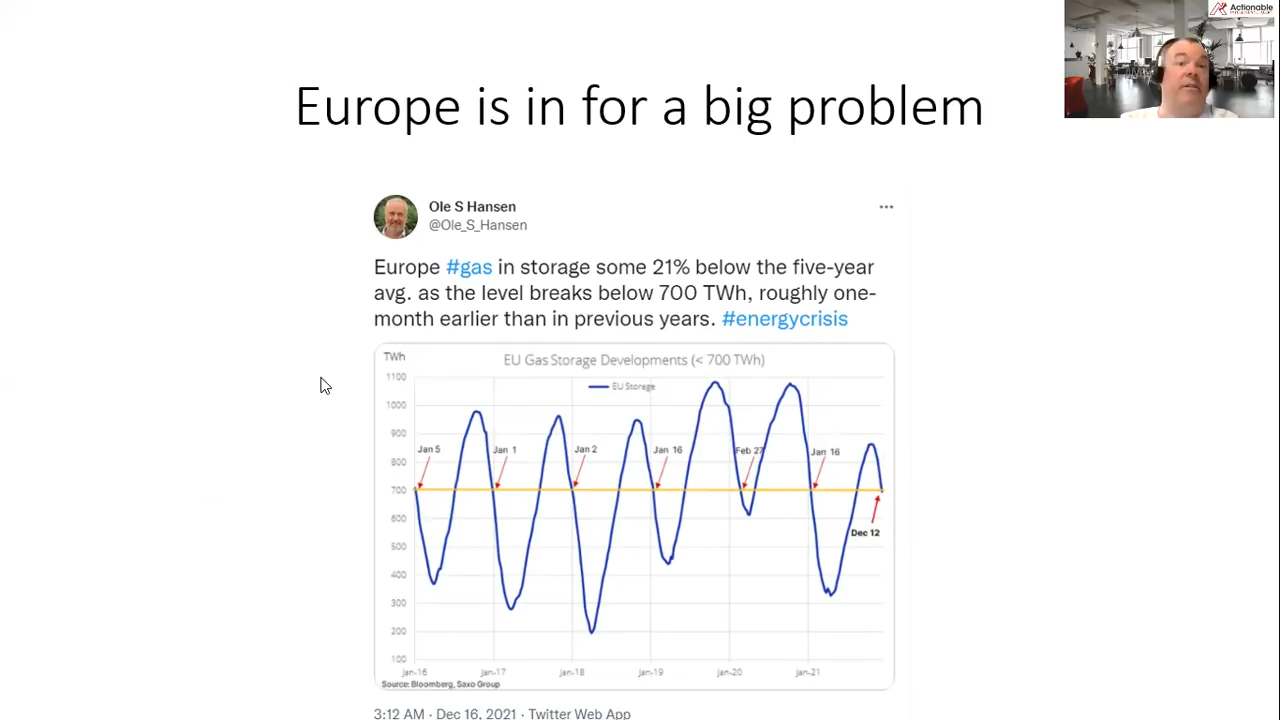 Actionable
Europe is in for a big problem
Ole S Hansen
@Ole_S_Hansen
Europe #gas in storage some 21% below the five-year
avg. as the level breaks below 700 TWh, roughly one-
month earlier than in previous years. #energycrisis
TWh
EU Gas Storage Developments (< 700 TWh)
EU Storage
1100
1000
900
800
700
600
500
400
300
200
100
Jan 5
Jan 1
Jan 2
Jan 16
Feb 27
Jan 16
Dec 12
Jan-16
Jan-17
Jan-18
Jan-19
Jan-20
Jan-21
Source: Bloomberg, Saxo Group
3:12 AM · Dec 16, 2021 · Twitter Web App